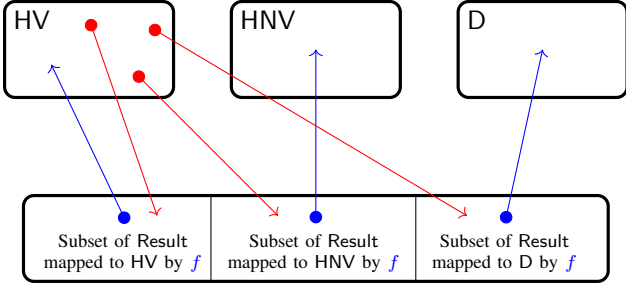 HV
HNV
D
Subset of Result
mapped to HV by f
Subset of Result
mapped to HNV by f
Subset of Result
mapped to D by f